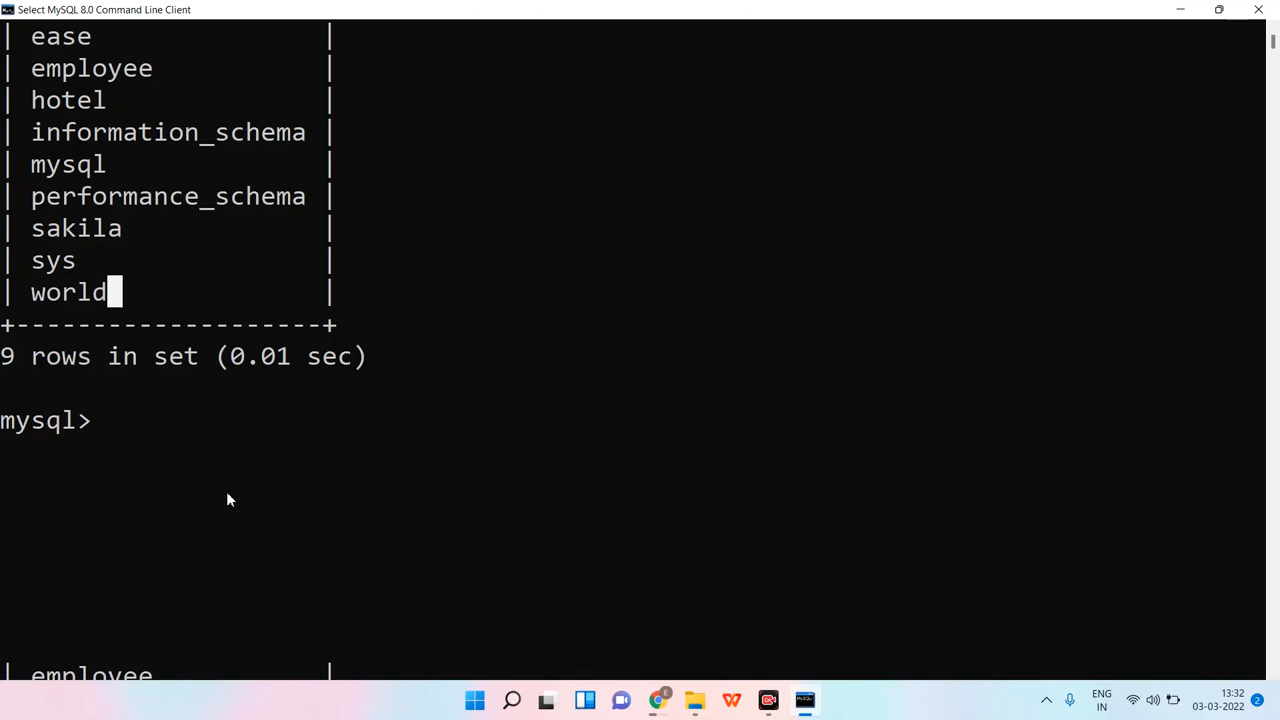 Select MySQL 8.0 Command Line Client
| ease |
| employee |
| hotel |
| information_schema |
| mysql |
| performance_schema |
| sakila |
| sys |
| world |
+--------------------+
9 rows in set (0.01 sec)
mysql>
| employee |
E
W
ENG
IN
13:32
03-03-2022
2